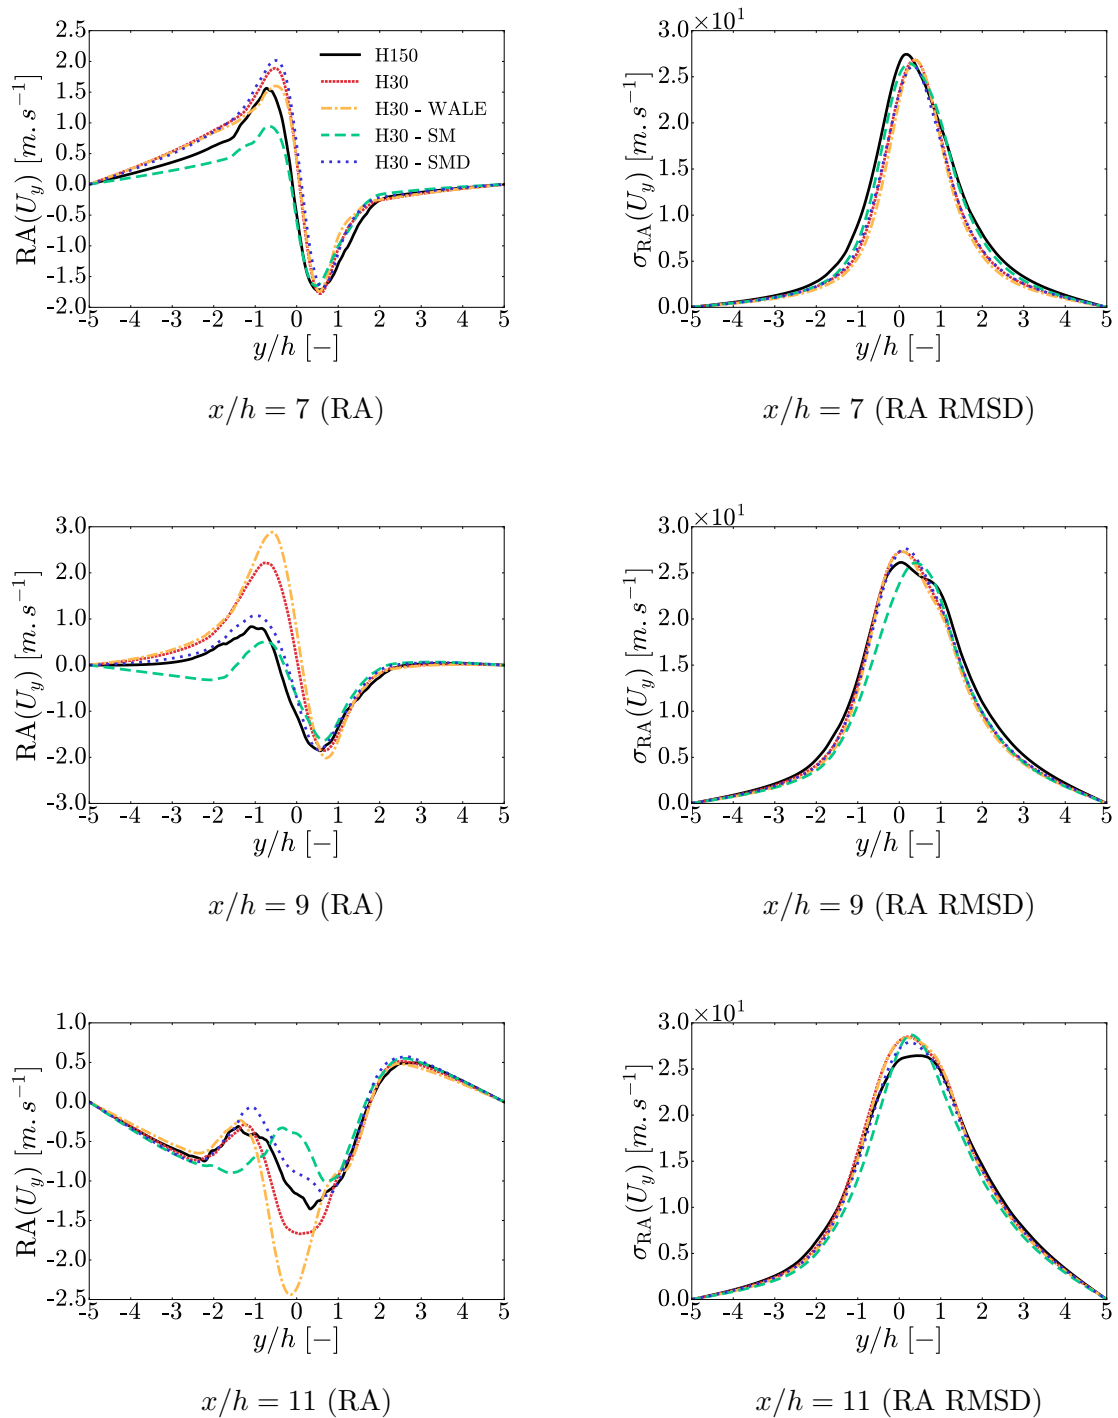 RA(U_y) [m.s^{-1}]
2.5
2.0
1.5
1.0
0.5
0.0
-0.5
-1.0
-1.5
-2.0
H150
H30
H30 - WALE
H30 - SM
H30 - SMD
-5 -4 -3 -2 -1 0 1 2 3 4 5
y/h [−]
x/h = 7 (RA)
σ_RA(U_y) [m.s^{-1}]
×10^1
3.0
2.5
2.0
1.5
1.0
0.5
0.0
-5 -4 -3 -2 -1 0 1 2 3 4 5
y/h [−]
x/h = 7 (RA RMSD)
RA(U_y) [m.s^{-1}]
3.0
2.0
1.0
0.0
-1.0
-2.0
-3.0
-5 -4 -3 -2 -1 0 1 2 3 4 5
y/h [−]
x/h = 9 (RA)
σ_RA(U_y) [m.s^{-1}]
×10^1
3.0
2.5
2.0
1.5
1.0
0.5
0.0
-5 -4 -3 -2 -1 0 1 2 3 4 5
y/h [−]
x/h = 9 (RA RMSD)
RA(U_y) [m.s^{-1}]
1.0
0.5
0.0
-0.5
-1.0
-1.5
-2.0
-2.5
-5 -4 -3 -2 -1 0 1 2 3 4 5
y/h [−]
x/h = 11 (RA)
σ_RA(U_y) [m.s^{-1}]
×10^1
3.0
2.5
2.0
1.5
1.0
0.5
0.0
-5 -4 -3 -2 -1 0 1 2 3 4 5
y/h [−]
x/h = 11 (RA RMSD)